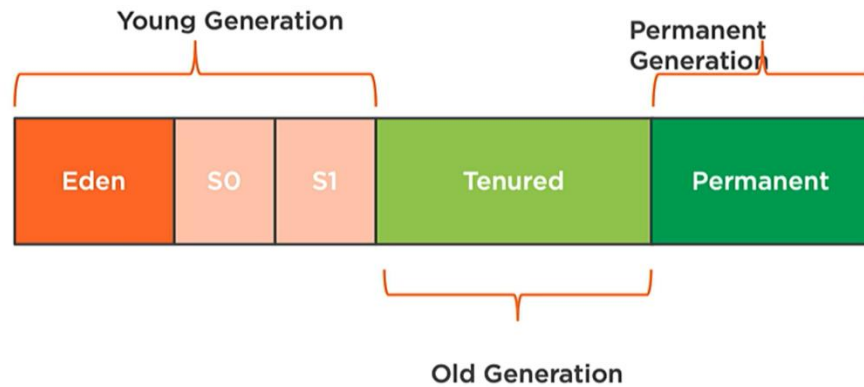 Young Generation
Permanent
Generation
Eden
S0
S1
Tenured
Permanent
Old Generation